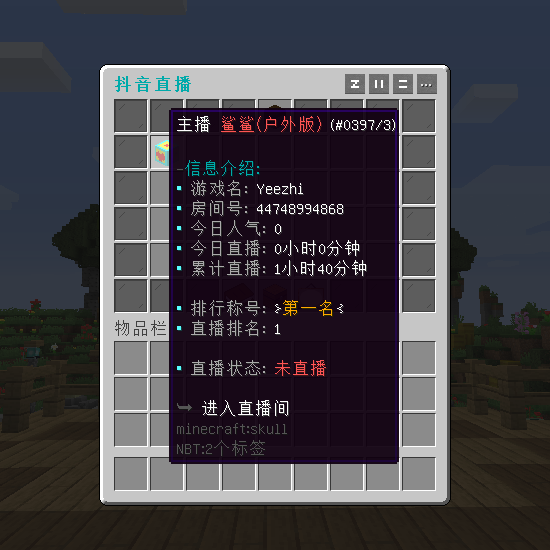 抖音直播
主播 鲨鲨(户外版) (#0397/3)
-信息介绍:
▪ 游戏名: Yeezhi
▪ 房间号: 44748994868
▪ 今日人气: 0
▪ 今日直播: 0小时0分钟
▪ 累计直播: 1小时40分钟
▪ 排行称号: 第一名
▪ 直播排名: 1
物品栏
▪ 直播状态: 未直播
进入直播间
minecraft:skull
NBT:2个标签